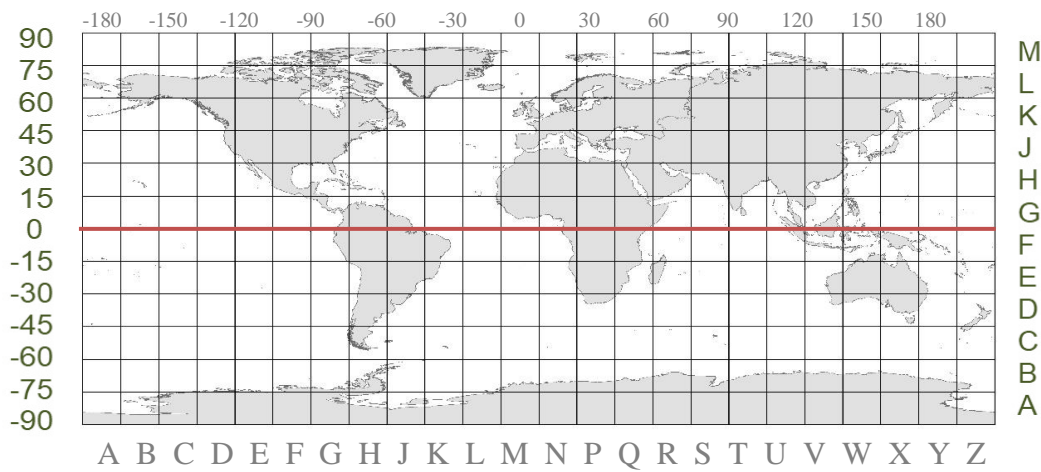 -180 -150 -120 -90 -60 -30 0 30 60 90 120 150 180
90
75
60
45
30
15
0
-15
-30
-45
-60
-75
-90
M
L
K
J
H
G
F
E
D
C
B
A
A B C D E F G H J K L M N P Q R S T U V W X Y Z